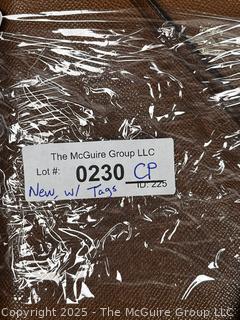 The McGuire Group LLC
Lot #: 0230 CP
New, w/ Tags ID: 225
Copyright © 2025 - The McGuire Group LLC